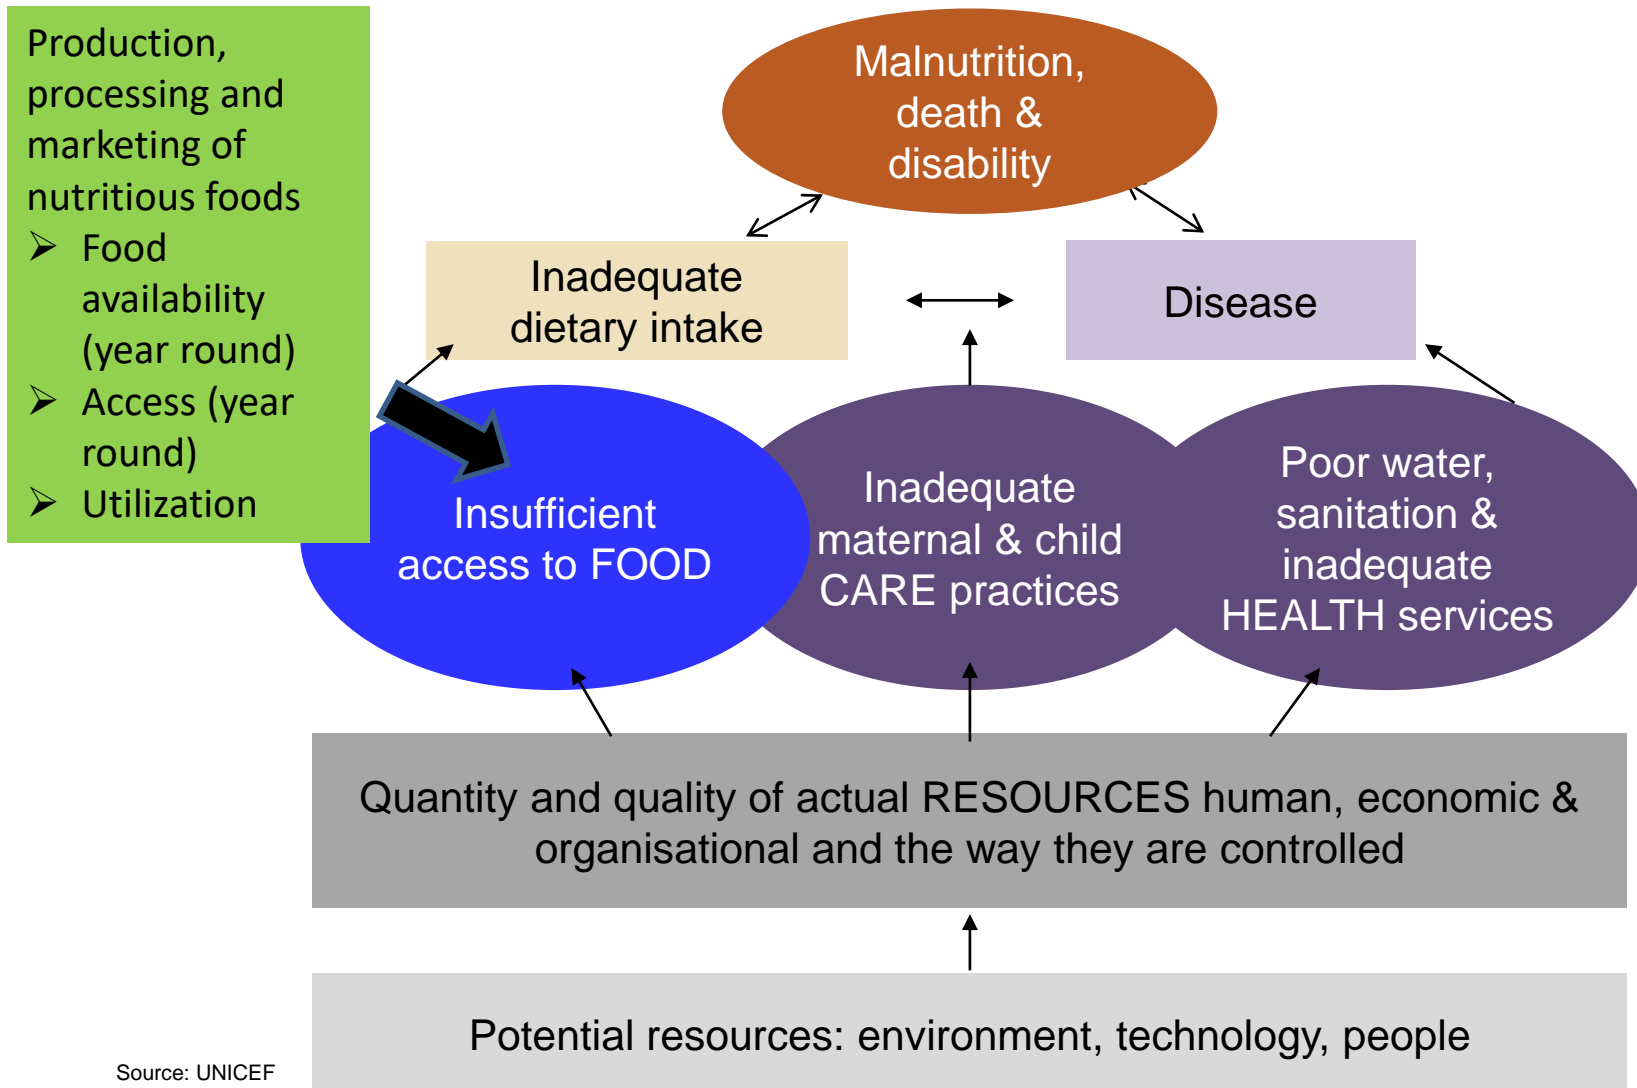 Production,
processing and
marketing of
nutritious foods
➢ Food
availability
(year round)
➢ Access (year
round)
➢ Utilization
Malnutrition,
death &
disability
Inadequate
dietary intake
Disease
Insufficient
access to FOOD
Inadequate
maternal & child
CARE practices
Poor water,
sanitation &
inadequate
HEALTH services
Quantity and quality of actual RESOURCES human, economic &
organisational and the way they are controlled
Potential resources: environment, technology, people
Source: UNICEF